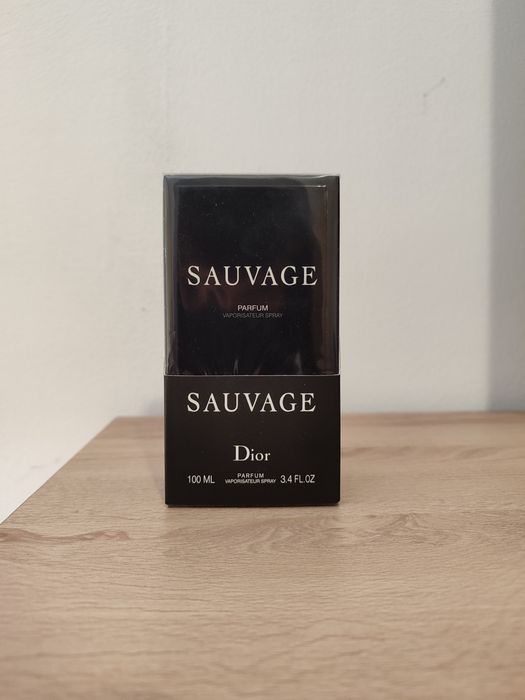 SAUVAGE
PARFUM
VAPORISATEUR SPRAY
SAUVAGE
Dior
100 ML PARFUM 3.4 FL.OZ
VAPORISATEUR SPRAY